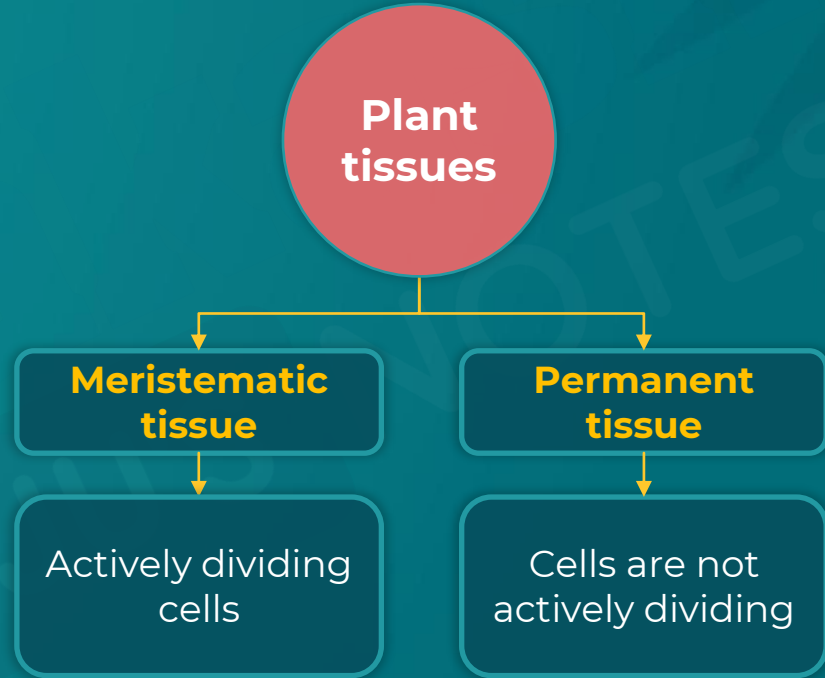 Plant
tissues
Meristematic
tissue
Permanent
tissue
Actively dividing
cells
Cells are not
actively dividing